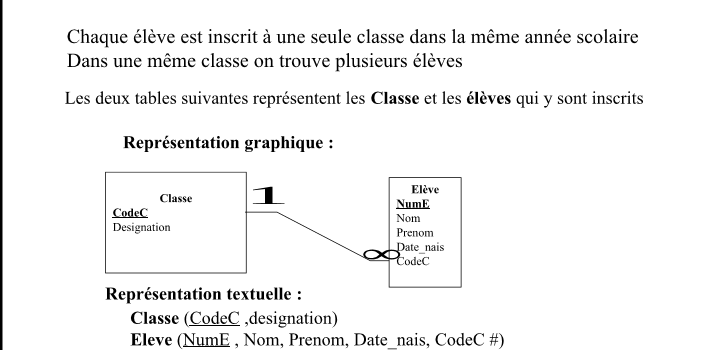 Chaque élève est inscrit à une seule classe dans la même année scolaire
Dans une même classe on trouve plusieurs élèves
Les deux tables suivantes représentent les Classe et les élèves qui y sont inscrits
Représentation graphique :
Classe
CodeC
Designation
1
∞
Elève
NumE
Nom
Prenom
Date_nais
CodeC
Représentation textuelle :
Classe (CodeC ,designation)
Eleve (NumE , Nom, Prenom, Date_nais, CodeC #)